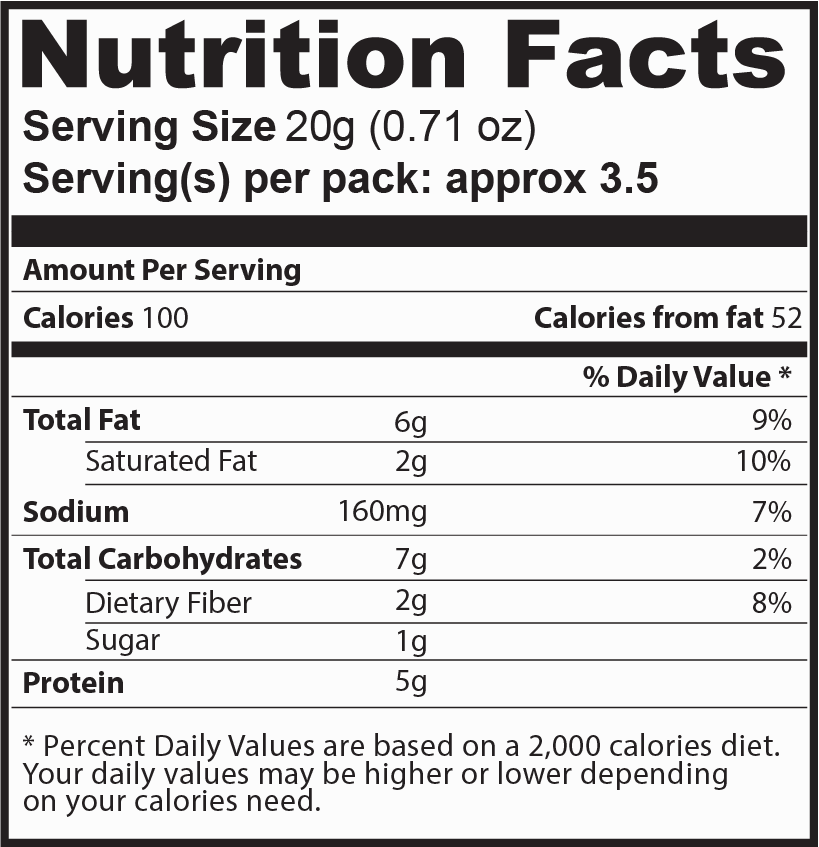 Nutrition Facts
Serving Size 20g (0.71 oz)
Serving(s) per pack: approx 3.5
Amount Per Serving
Calories 100 Calories from fat 52
% Daily Value *
Total Fat 6g 9%
Saturated Fat 2g 10%
Sodium 160mg 7%
Total Carbohydrates 7g 2%
Dietary Fiber 2g 8%
Sugar 1g
Protein 5g
* Percent Daily Values are based on a 2,000 calories diet.
Your daily values may be higher or lower depending
on your calories need.